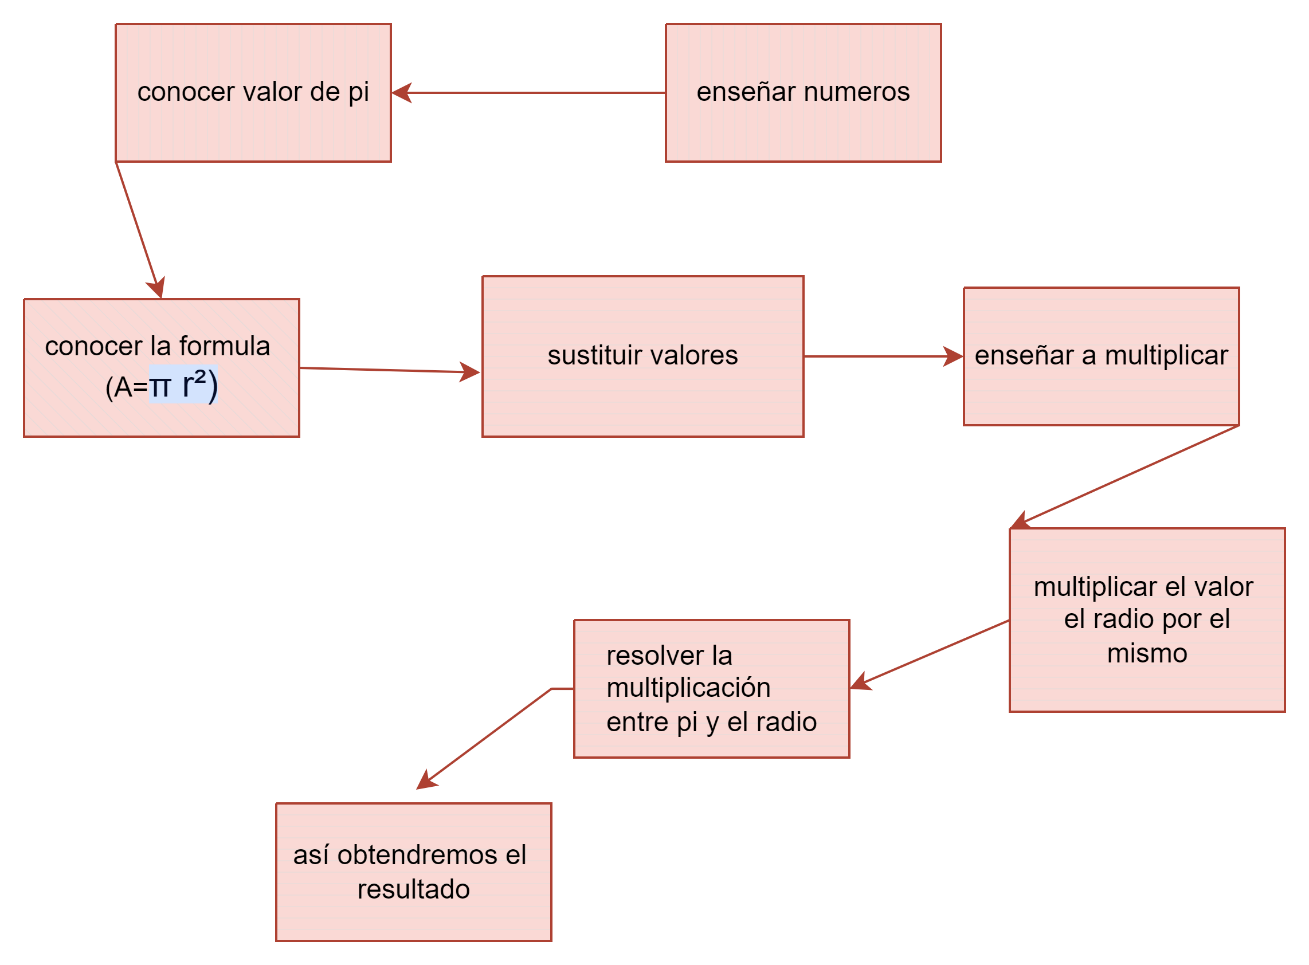 conocer valor de pi
enseñar numeros
conocer la formula
(A=π r²)
sustituir valores
enseñar a multiplicar
multiplicar el valor
el radio por el
mismo
resolver la
multiplicación
entre pi y el radio
así obtendremos el
resultado